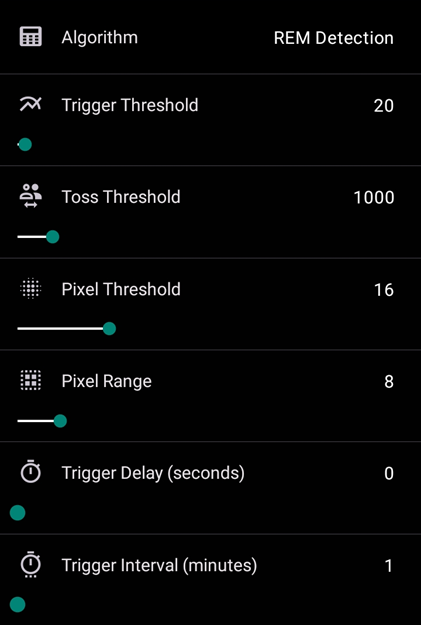 Algorithm REM Detection
Trigger Threshold 20
Toss Threshold 1000
Pixel Threshold 16
Pixel Range 8
Trigger Delay (seconds) 0
Trigger Interval (minutes) 1